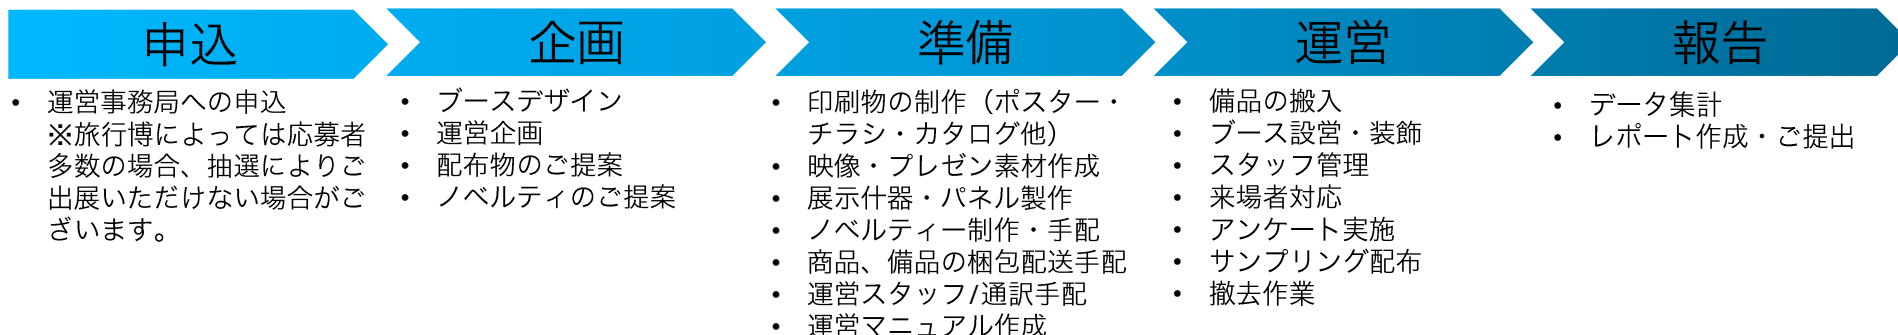 申込
• 運営事務局への申込
※旅行博によっては応募者
多数の場合、抽選によりご
出展いただけない場合がご
ざいます。
企画
• ブースデザイン
• 運営企画
• 配布物のご提案
• ノベルティのご提案
準備
• 印刷物の制作（ポスター・
チラシ・カタログ他）
• 映像・プレゼン素材作成
• 展示什器・パネル製作
• ノベルティー制作・手配
• 商品、備品の梱包配送手配
• 運営スタッフ/通訳手配
• 運営マニュアル作成
運営
• 備品の搬入
• ブース設営・装飾
• スタッフ管理
• 来場者対応
• アンケート実施
• サンプリング配布
• 撤去作業
報告
• データ集計
• レポート作成・ご提出